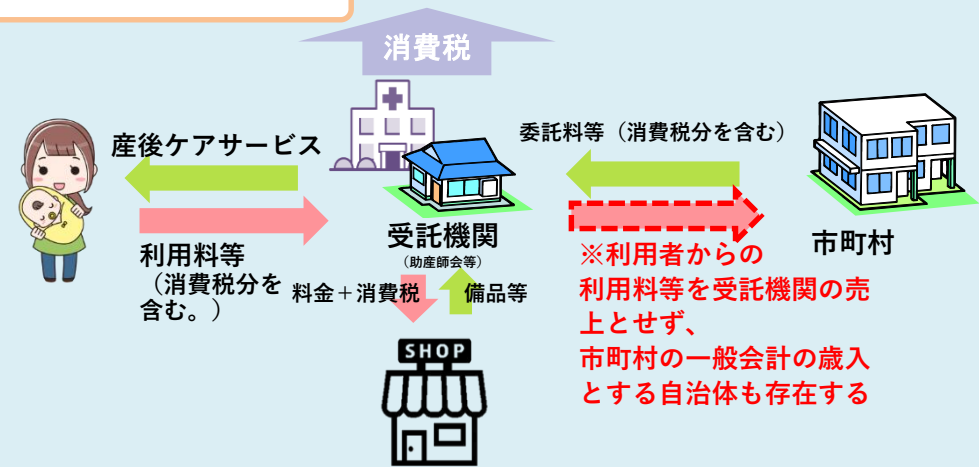 消費税
産後ケアサービス
委託料等（消費税分を含む）
利用料等
（消費税分を
含む。）
受託機関
（助産師会等）
市町村
料金＋消費税
備品等
※利用者からの
利用料等を受託機関の売
上とせず、
市町村の一般会計の歳入
とする自治体も存在する
SHOP